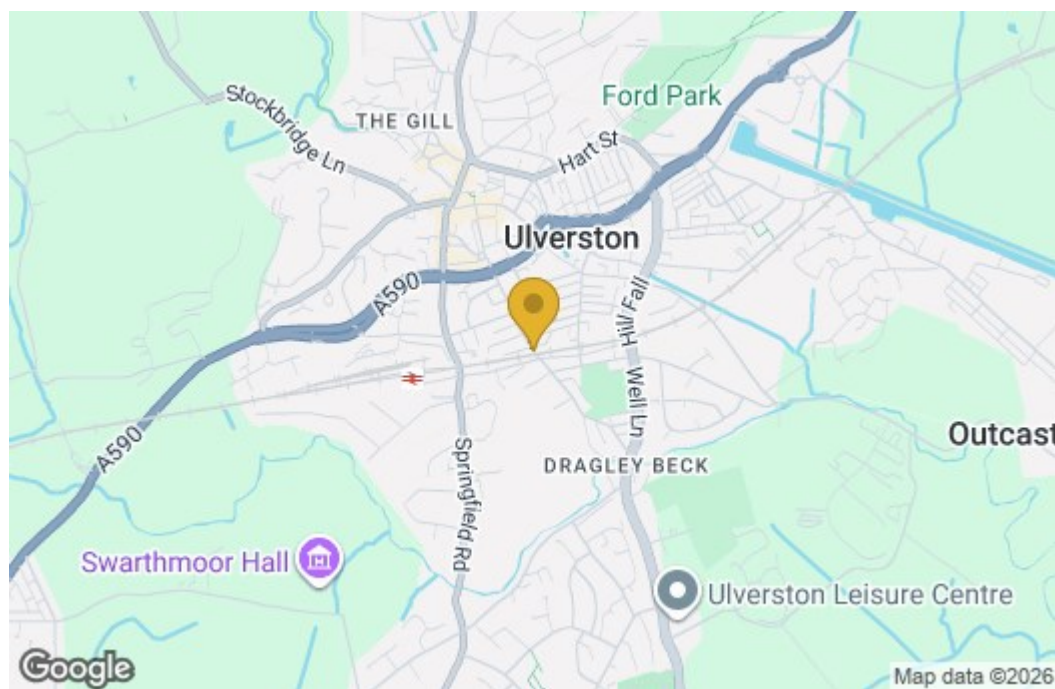 Ford Park
Stockbridge Ln
THE GILL
Hart St
Ulverston
A590
Hill Fall
Well Ln
A590
Outcast
Springfield Rd
DRAGLEY BECK
Swarthmoor Hall
Ulverston Leisure Centre
Google
Map data ©2026